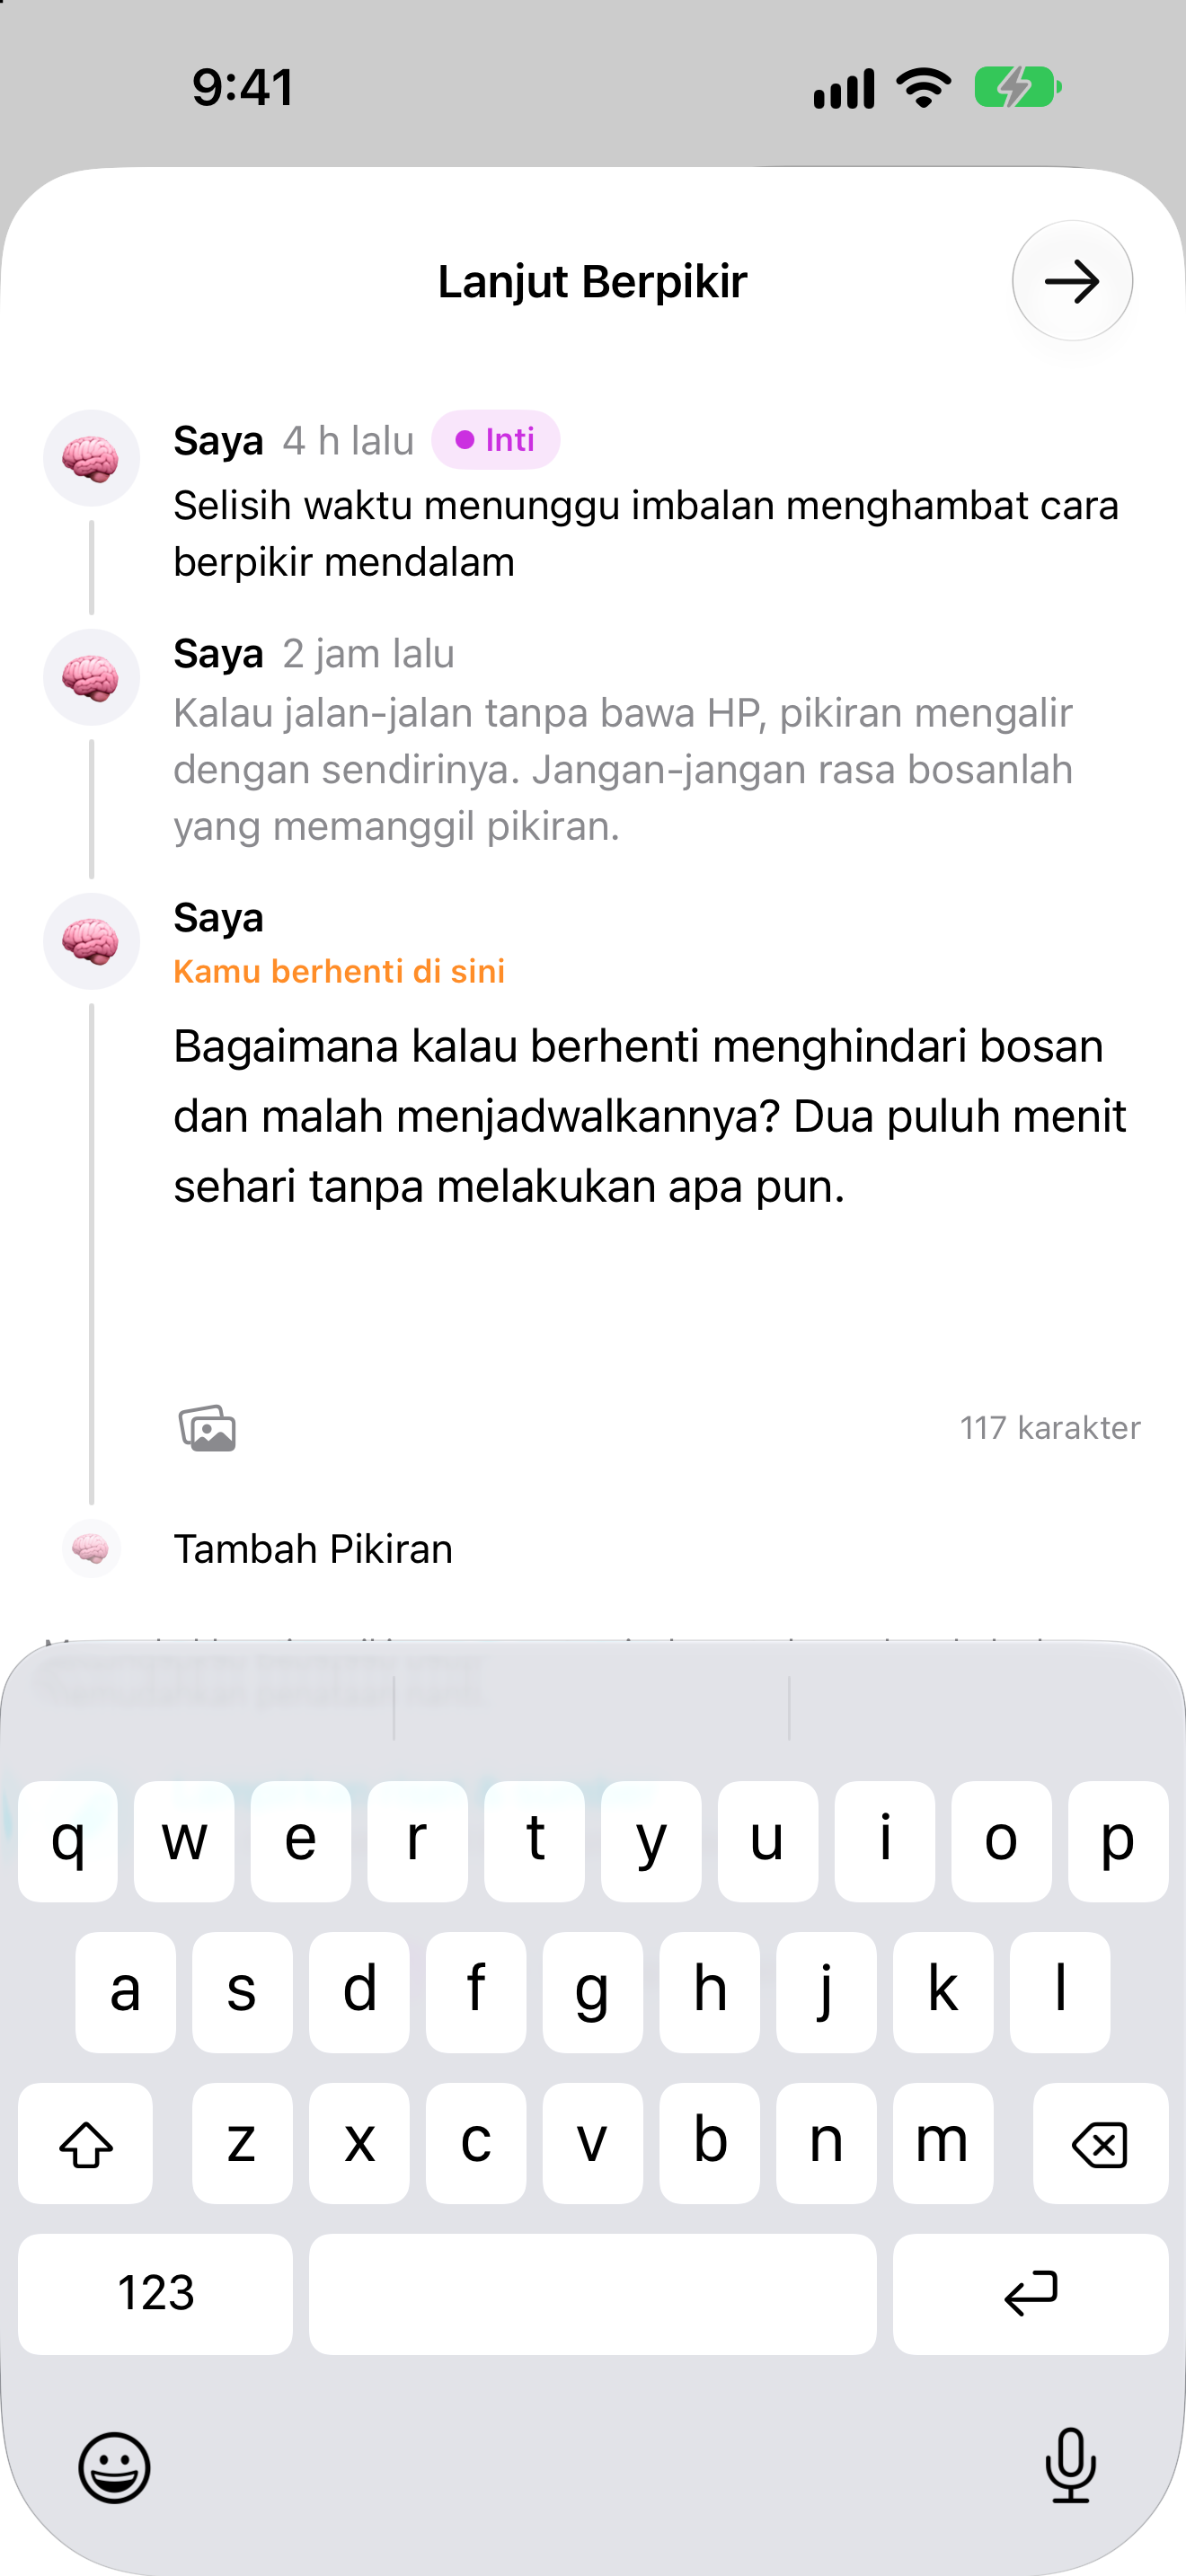 9:41
Lanjut Berpikir
Saya 4 h lalu Inti
Selisih waktu menunggu imbalan menghambat cara
berpikir mendalam
Saya 2 jam lalu
Kalau jalan-jalan tanpa bawa HP, pikiran mengalir
dengan sendirinya. Jangan-jangan rasa bosanlah
yang memanggil pikiran.
Saya
Kamu berhenti di sini
Bagaimana kalau berhenti menghindari bosan
dan malah menjadwalkannya? Dua puluh menit
sehari tanpa melakukan apa pun.
117 karakter
Tambah Pikiran
q w e r t y u i o p
a s d f g h j k l
z x c v b n m
123